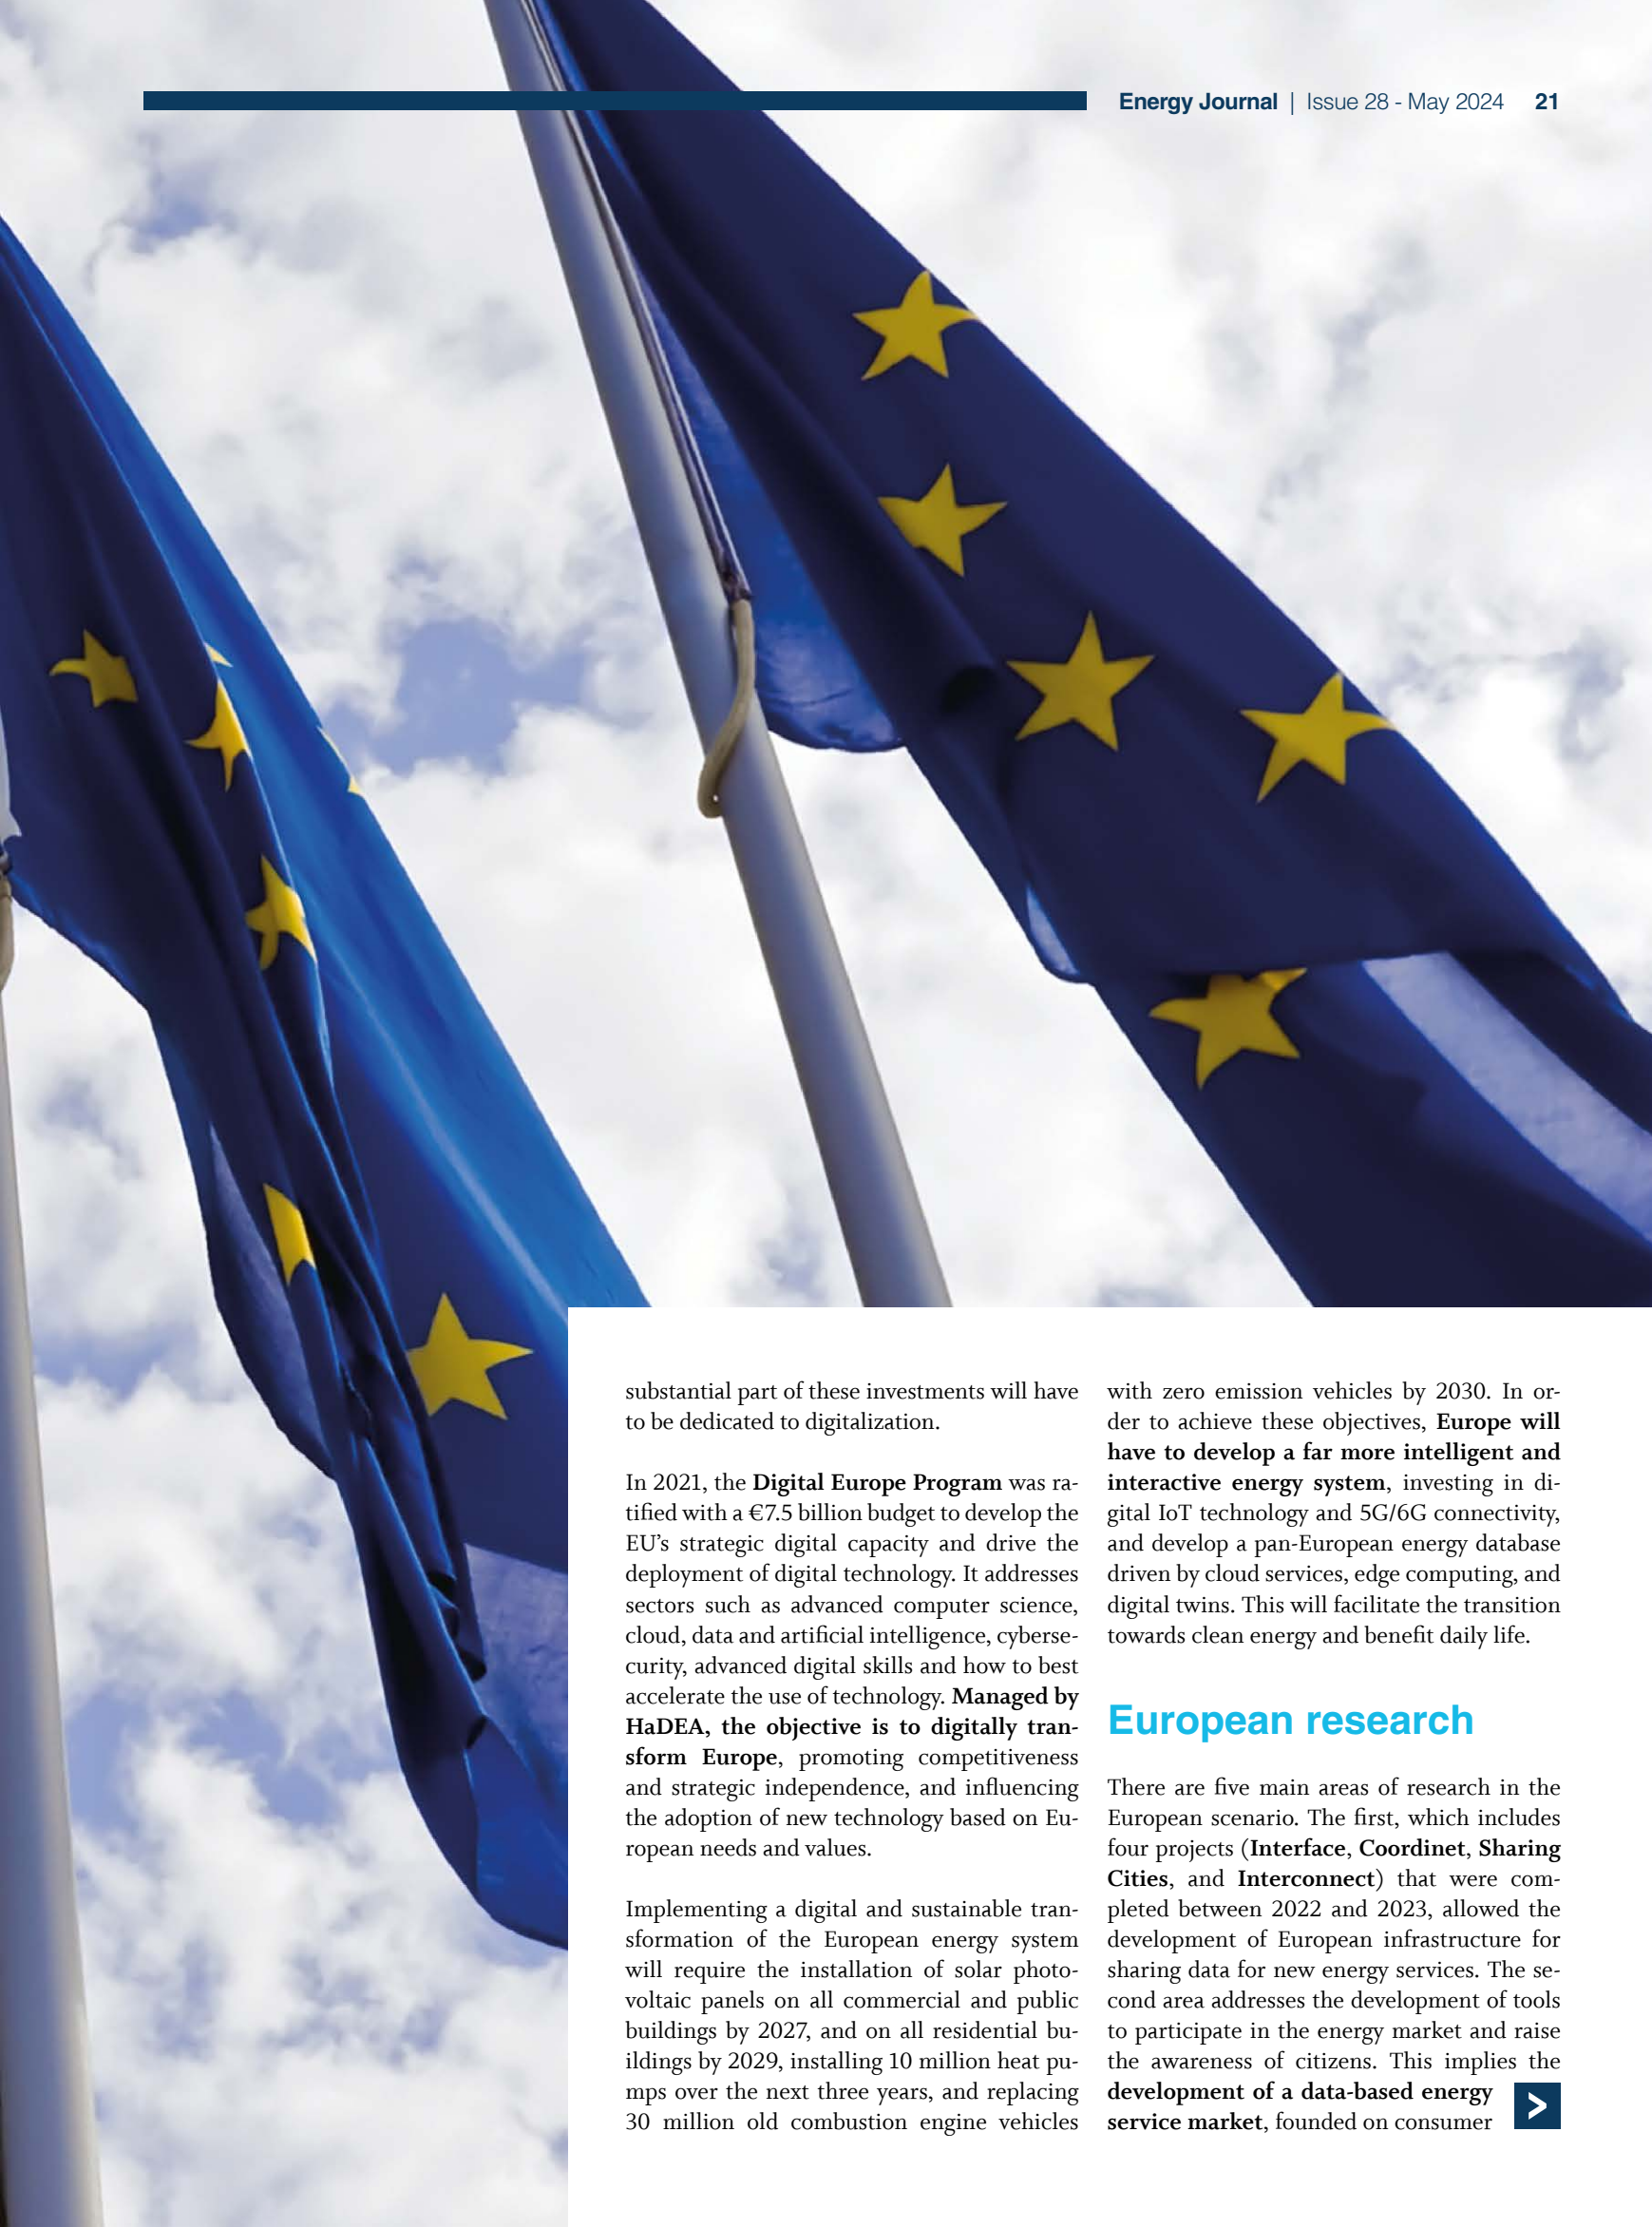 Energy Journal | Issue 28 - May 2024 21
substantial part of these investments will have
to be dedicated to digitalization.
In 2021, the Digital Europe Program was ra-
tified with a €7.5 billion budget to develop the
EU's strategic digital capacity and drive the
deployment of digital technology. It addresses
sectors such as advanced computer science,
cloud, data and artificial intelligence, cyberse-
curity, advanced digital skills and how to best
accelerate the use of technology. Managed by
HaDEA, the objective is to digitally tran-
sform Europe, promoting competitiveness
and strategic independence, and influencing
the adoption of new technology based on Eu-
ropean needs and values.
Implementing a digital and sustainable tran-
sformation of the European energy system
will require the installation of solar photo-
voltaic panels on all commercial and public
buildings by 2027, and on all residential bu-
ildings by 2029, installing 10 million heat pu-
mps over the next three years, and replacing
30 million old combustion engine vehicles
with zero emission vehicles by 2030. In or-
der to achieve these objectives, Europe will
have to develop a far more intelligent and
interactive energy system, investing in di-
gital IoT technology and 5G/6G connectivity,
and develop a pan-European energy database
driven by cloud services, edge computing, and
digital twins. This will facilitate the transition
towards clean energy and benefit daily life.
European research
There are five main areas of research in the
European scenario. The first, which includes
four projects (Interface, Coordinet, Sharing
Cities, and Interconnect) that were com-
pleted between 2022 and 2023, allowed the
development of European infrastructure for
sharing data for new energy services. The se-
cond area addresses the development of tools
to participate in the energy market and raise
the awareness of citizens. This implies the
development of a data-based energy
service market, founded on consumer